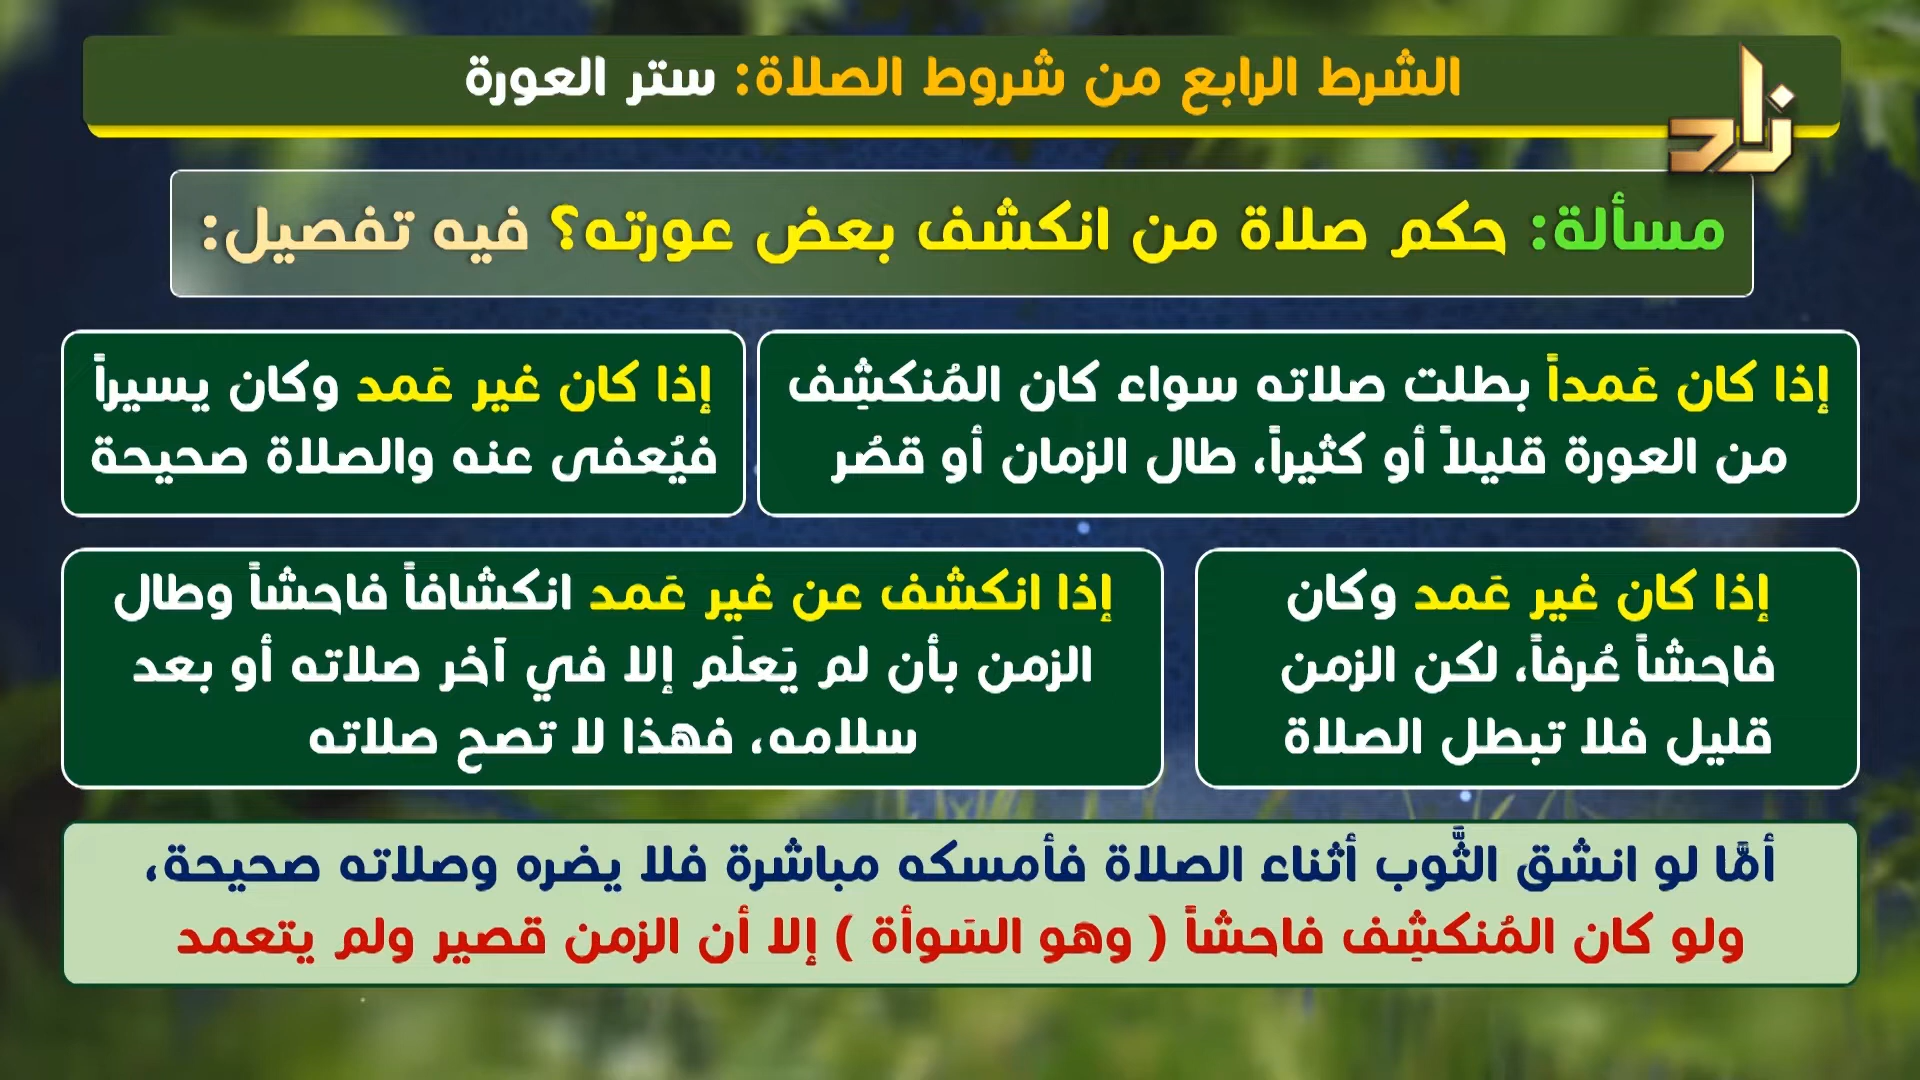 الشرط الرابع من شروط الصلاة: ستر العورة
زاد
مسألة: حكم صلاة من انكشف بعض عورته؟ فيه تفصيل:
إذا كان عَمداً بطلت صلاته سواء كان المُنكشِف
من العورة قليلاً أو كثيراً، طال الزمان أو قصُر
إذا كان غير عَمد وكان يسيراً
فيُعفى عنه والصلاة صحيحة
إذا كان غير عَمد وكان
فاحشاً عُرفاً، لكن الزمن
قليل فلا تبطل الصلاة
إذا انكشف عن غير عَمد انكشافاً فاحشاً وطال
الزمن بأن لم يَعلَم إلا في آخر صلاته أو بعد
سلامه، فهذا لا تصح صلاته
أمَّا لو انشق الثَّوب أثناء الصلاة فأمسكه مباشرة فلا يضره وصلاته صحيحة،
ولو كان المُنكشِف فاحشاً ( وهو السَوأة ) إلا أن الزمن قصير ولم يتعمد